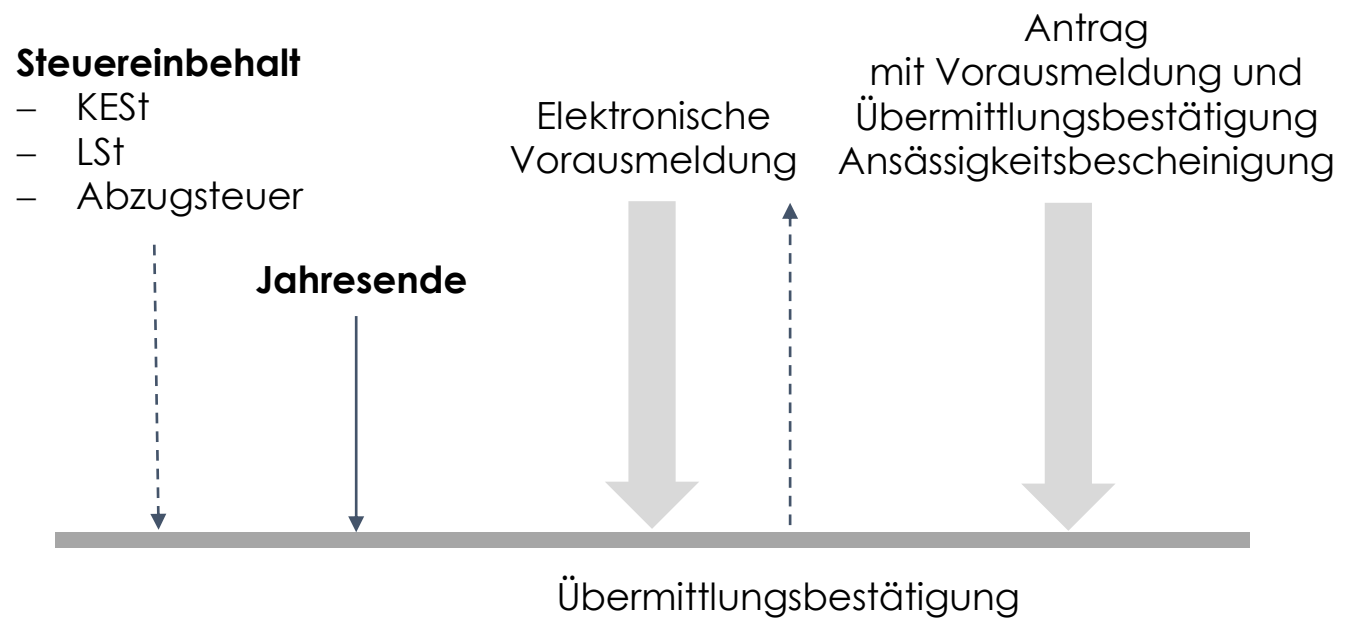 Steuereinbehalt
– KESt
– LSt
– Abzugsteuer
Jahresende
Elektronische
Vorausmeldung
Antrag
mit Vorausmeldung und
Übermittlungsbestätigung
Ansässigkeitsbescheinigung
Übermittlungsbestätigung